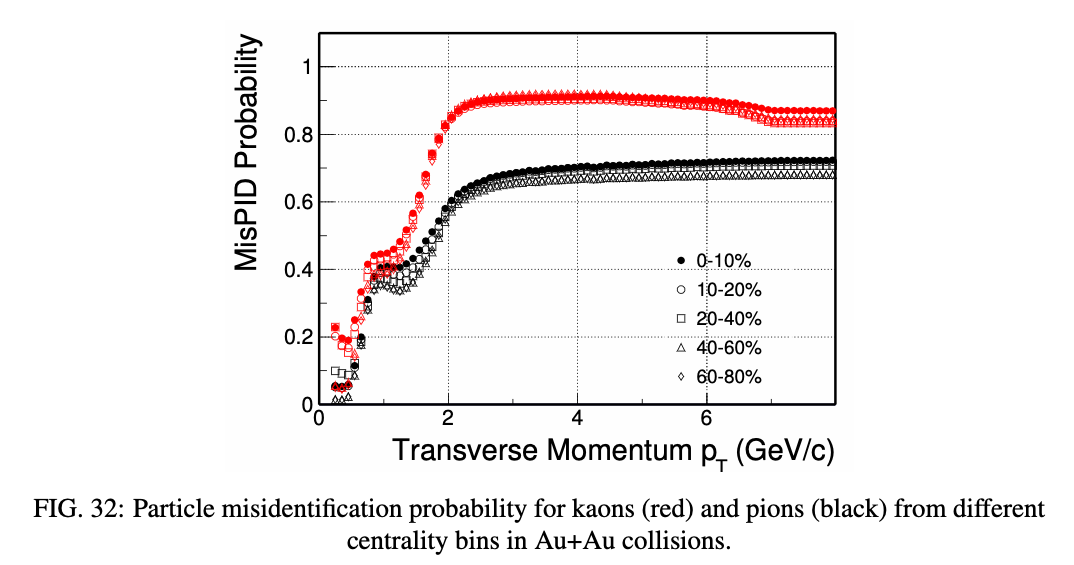 MisPID Probability
1
0.8
0.6
0.4
0.2
0
0 2 4 6
0-10%
10-20%
20-40%
40-60%
60-80%
Transverse Momentum p_T (GeV/c)
FIG. 32: Particle misidentification probability for kaons (red) and pions (black) from different
centrality bins in Au+Au collisions.